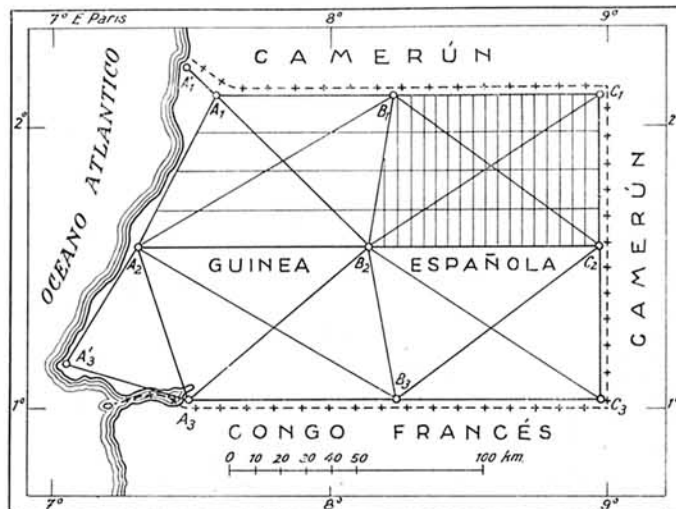 7° E Paris 8° 9°
CAMERÚN
A'₁
A₁ B₁ C₁
2° 2°
OCEANO ATLANTICO
CAMERÚN
A₂ GUINEA B₂ ESPAÑOLA C₂
A'₃
A₃ B₃ C₃
1° 1°
CONGO FRANCÉS
0 10 20 30 40 50 100 km.
7° 8° 9°